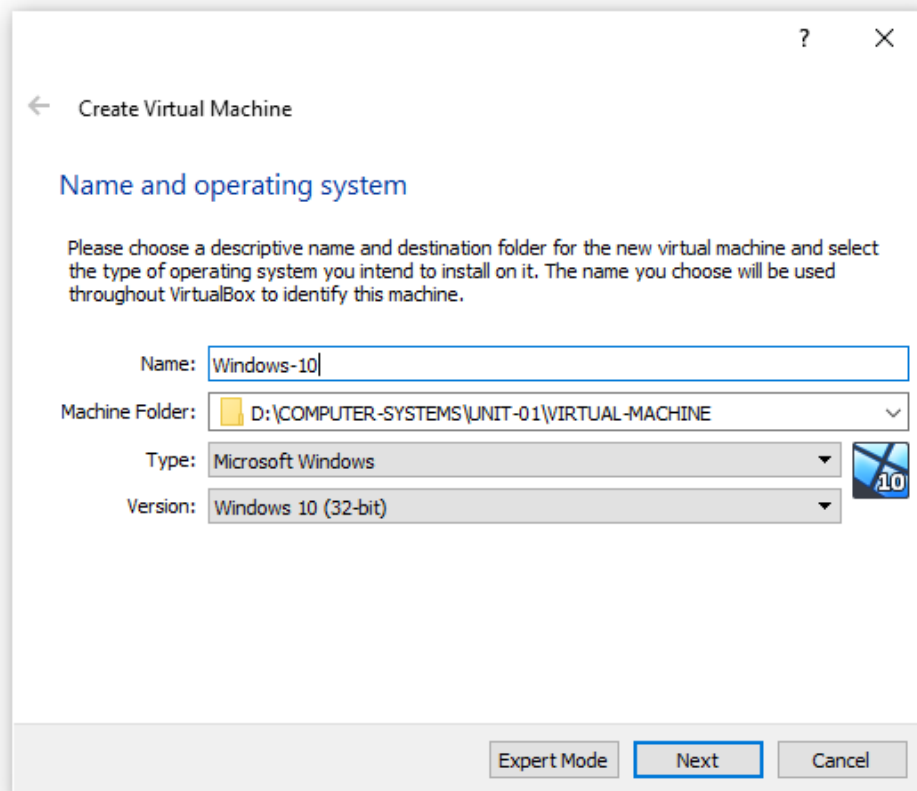 ?
Create Virtual Machine
Name and operating system
Please choose a descriptive name and destination folder for the new virtual machine and select
the type of operating system you intend to install on it. The name you choose will be used
throughout VirtualBox to identify this machine.
Name: Windows-10
Machine Folder: D:\COMPUTER-SYSTEMS\UNIT-01\VIRTUAL-MACHINE
Type: Microsoft Windows
10
Version: Windows 10 (32-bit)
Expert Mode Next Cancel